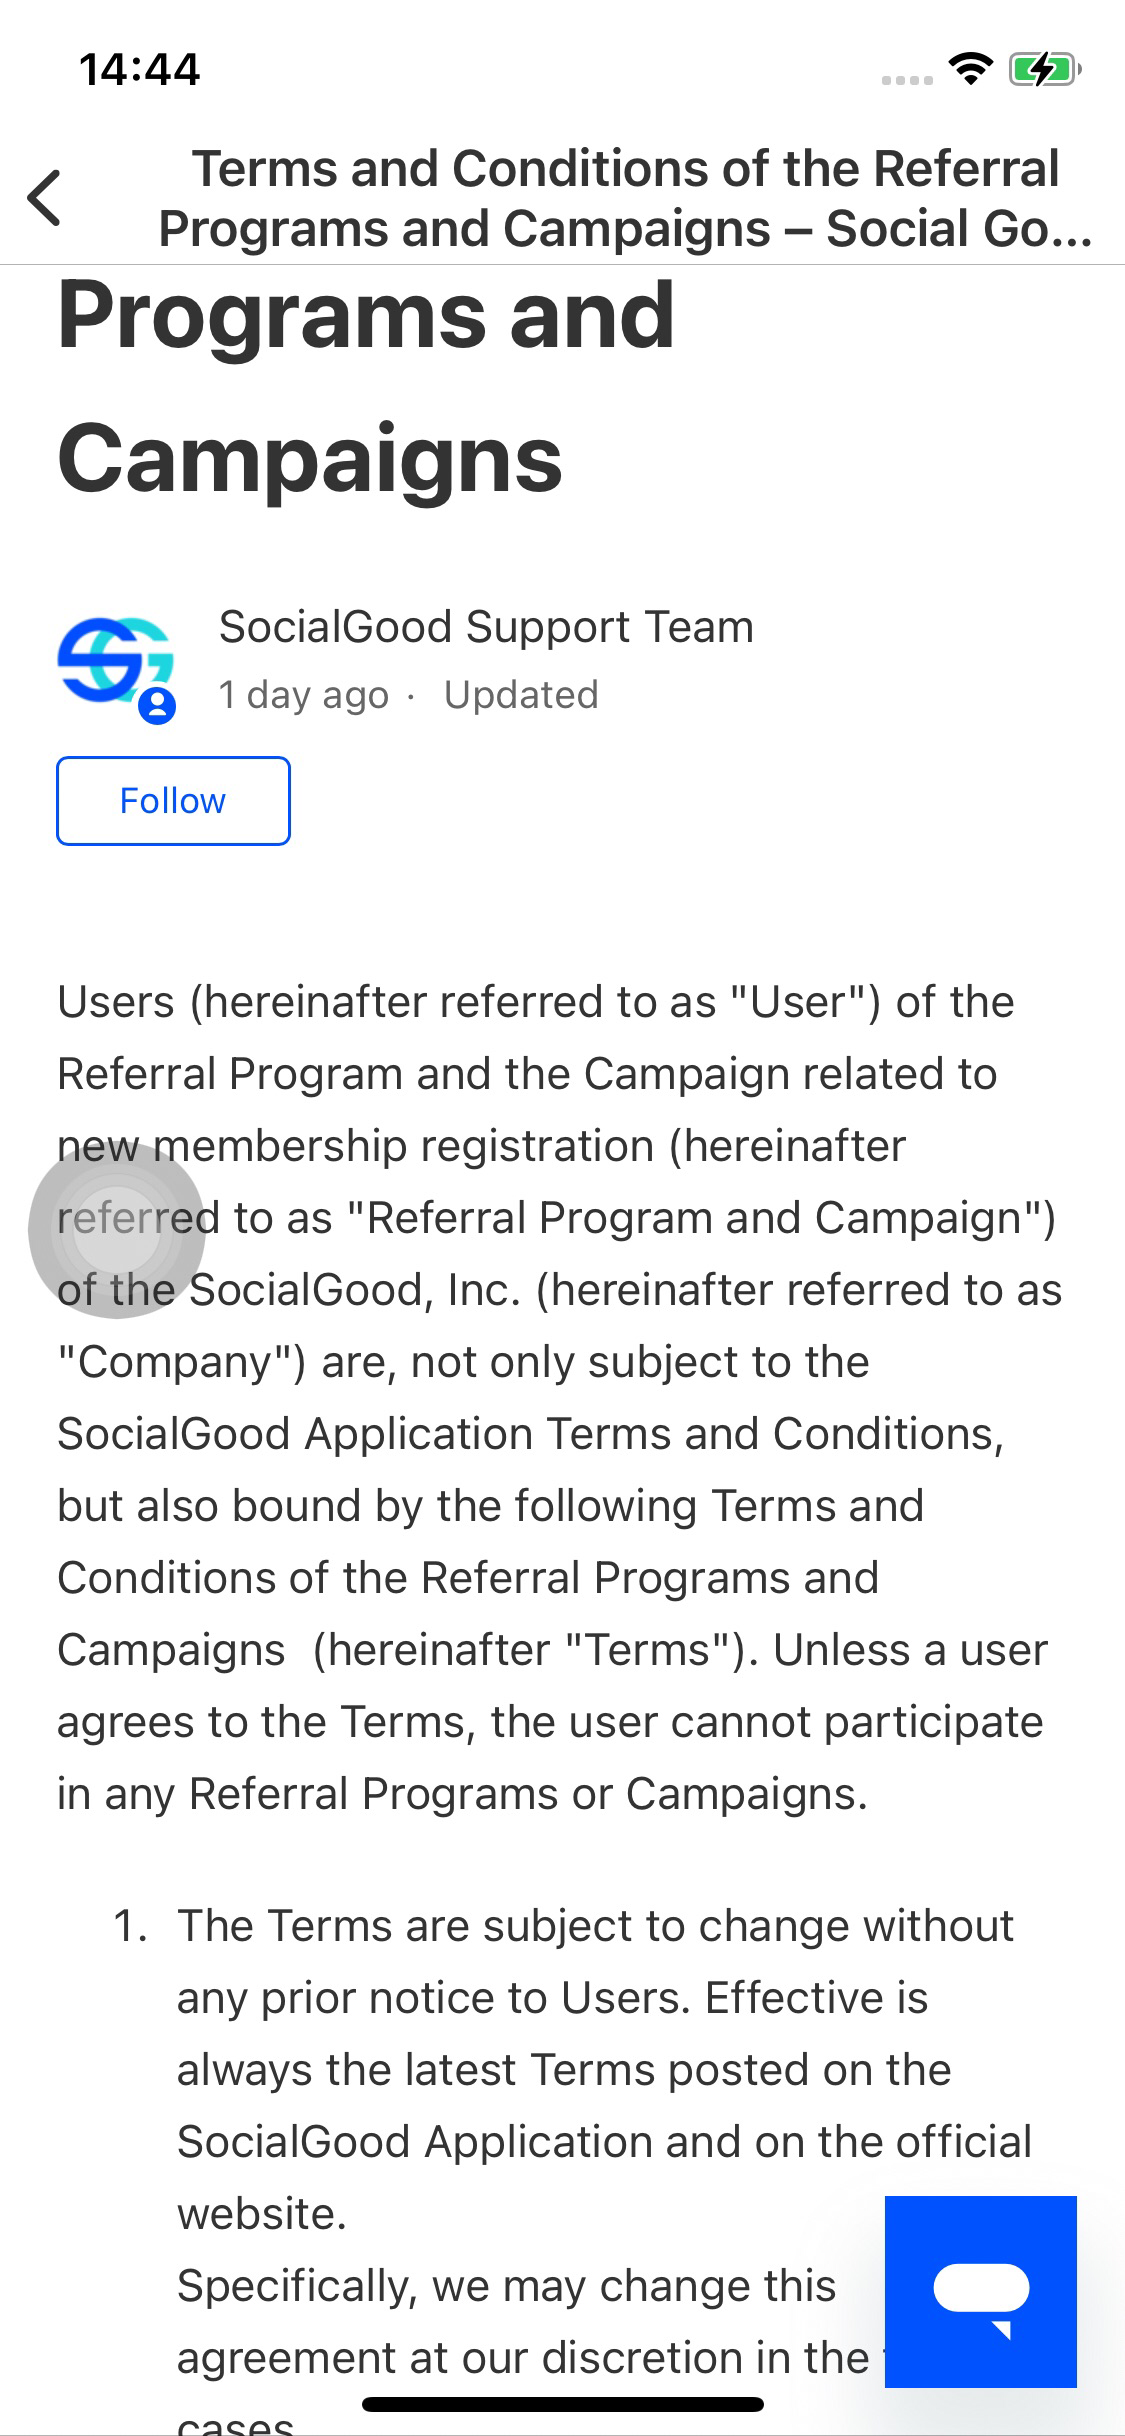 14:44
Terms and Conditions of the Referral
Programs and Campaigns – Social Go...
Programs and
Campaigns
SocialGood Support Team
1 day ago · Updated
Follow
Users (hereinafter referred to as "User") of the
Referral Program and the Campaign related to
new membership registration (hereinafter
referred to as "Referral Program and Campaign")
of the SocialGood, Inc. (hereinafter referred to as
"Company") are, not only subject to the
SocialGood Application Terms and Conditions,
but also bound by the following Terms and
Conditions of the Referral Programs and
Campaigns  (hereinafter "Terms"). Unless a user
agrees to the Terms, the user cannot participate
in any Referral Programs or Campaigns.
1. The Terms are subject to change without
any prior notice to Users. Effective is
always the latest Terms posted on the
SocialGood Application and on the official
website.
Specifically, we may change this
agreement at our discretion in the
cases